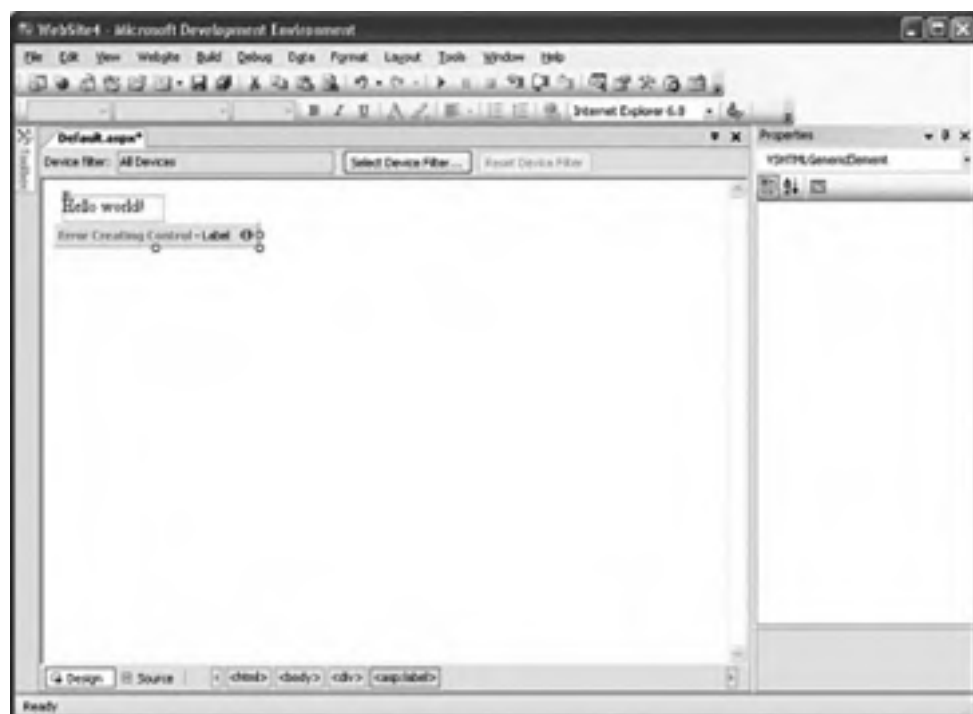 WebSite4 - Microsoft Development Environment
File Edit View Website Build Debug Data Format Layout Tools Window Help
B I U A Internet Explorer 6.0
Toolbox
Default.aspx*
Device filter: All Devices Select Device Filter ... Reset Device Filter
Hello world!
Error Creating Control - Label
Properties
VSHTMLGenericElement
Design Source <html> <body> <div> <asp:label>
Ready